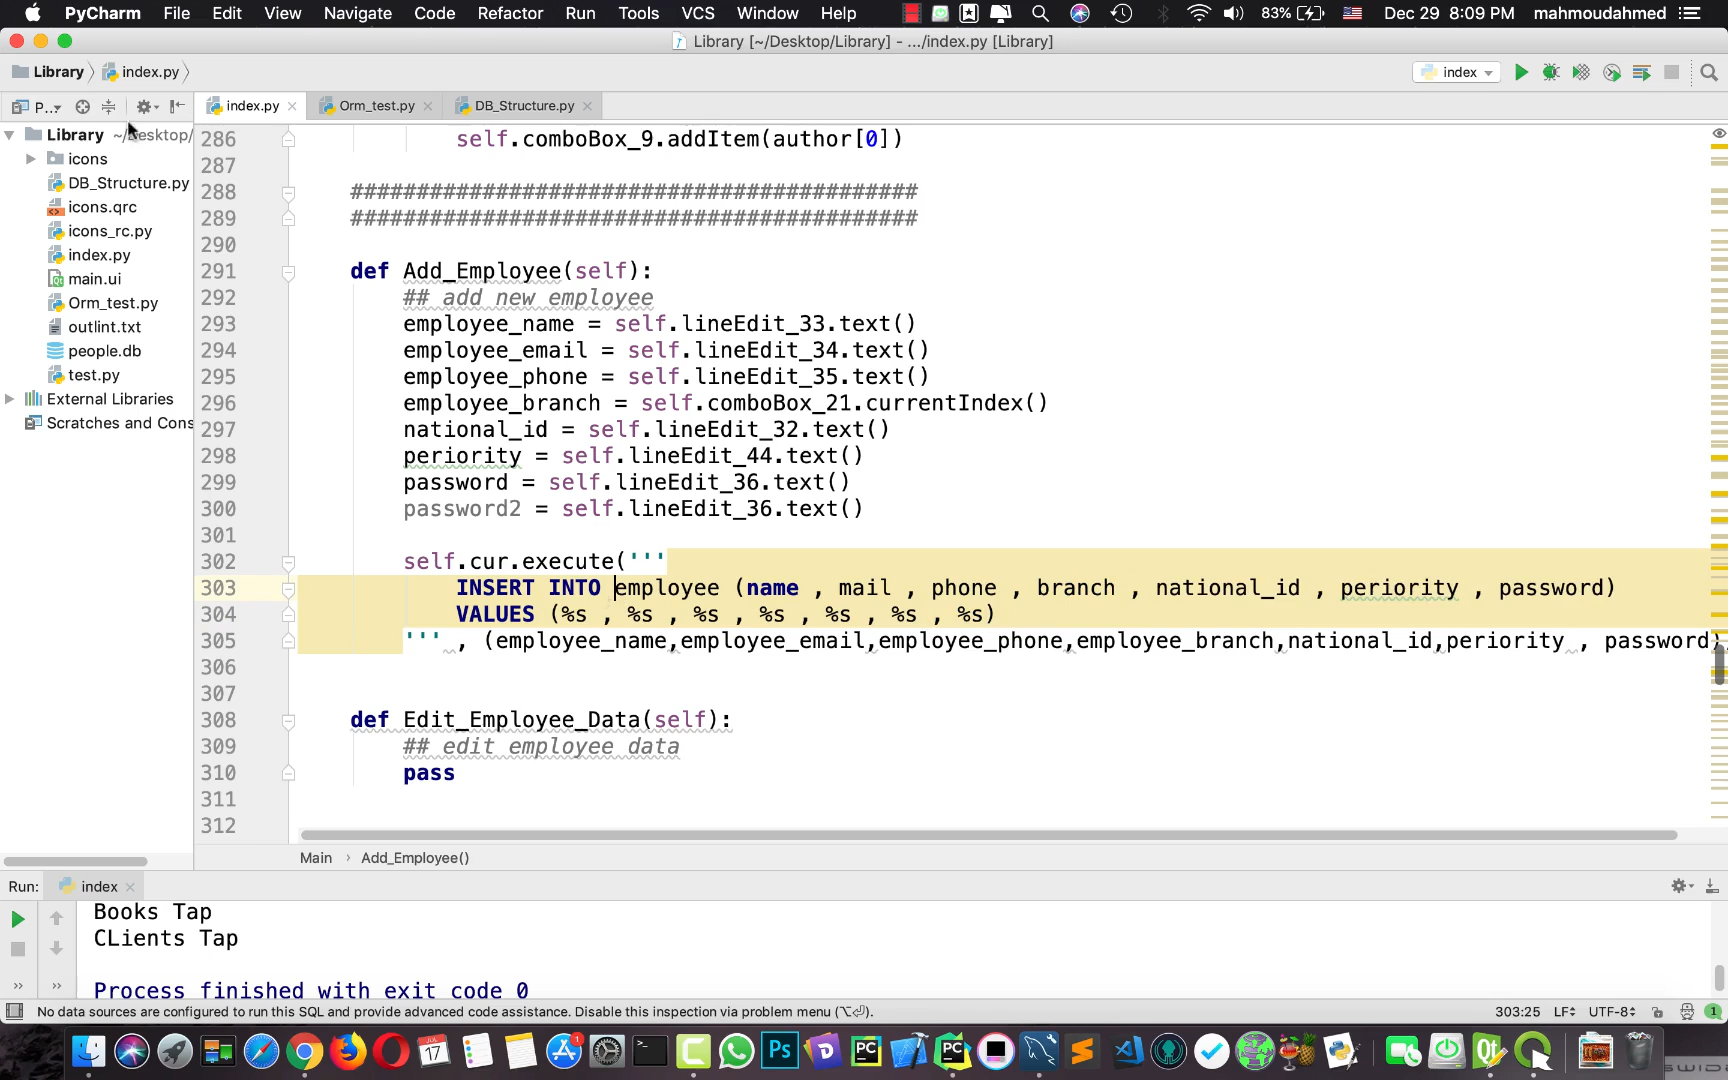 PyCharm File Edit View Navigate Code Refactor Run Tools VCS Window Help 83% Dec 29 8:09 PM mahmoudahmed
Library [~/Desktop/Library] - .../index.py [Library]
Library index.py index
P... index.py Orm_test.py DB_Structure.py
Library ~/Desktop/
icons
DB_Structure.py
icons.qrc
icons_rc.py
index.py
main.ui
Orm_test.py
outlint.txt
people.db
test.py
External Libraries
Scratches and Cons
286 self.comboBox_9.addItem(author[0])
287
288 ###########################################
289 ###########################################
290
291 def Add_Employee(self):
292 ## add new employee
293 employee_name = self.lineEdit_33.text()
294 employee_email = self.lineEdit_34.text()
295 employee_phone = self.lineEdit_35.text()
296 employee_branch = self.comboBox_21.currentIndex()
297 national_id = self.lineEdit_32.text()
298 periority = self.lineEdit_44.text()
299 password = self.lineEdit_36.text()
300 password2 = self.lineEdit_36.text()
301
302 self.cur.execute('''
303 INSERT INTO employee (name , mail , phone , branch , national_id , periority , password)
304 VALUES (%s , %s , %s , %s , %s , %s , %s)
305 ''' , (employee_name,employee_email,employee_phone,employee_branch,national_id,periority , password)
306
307
308 def Edit_Employee_Data(self):
309 ## edit employee data
310 pass
311
312
Main › Add_Employee()
Run: index
Books Tap
CLients Tap
Process finished with exit code 0
No data sources are configured to run this SQL and provide advanced code assistance. Disable this inspection via problem menu (⌥⏎). 303:25 LF UTF-8 1